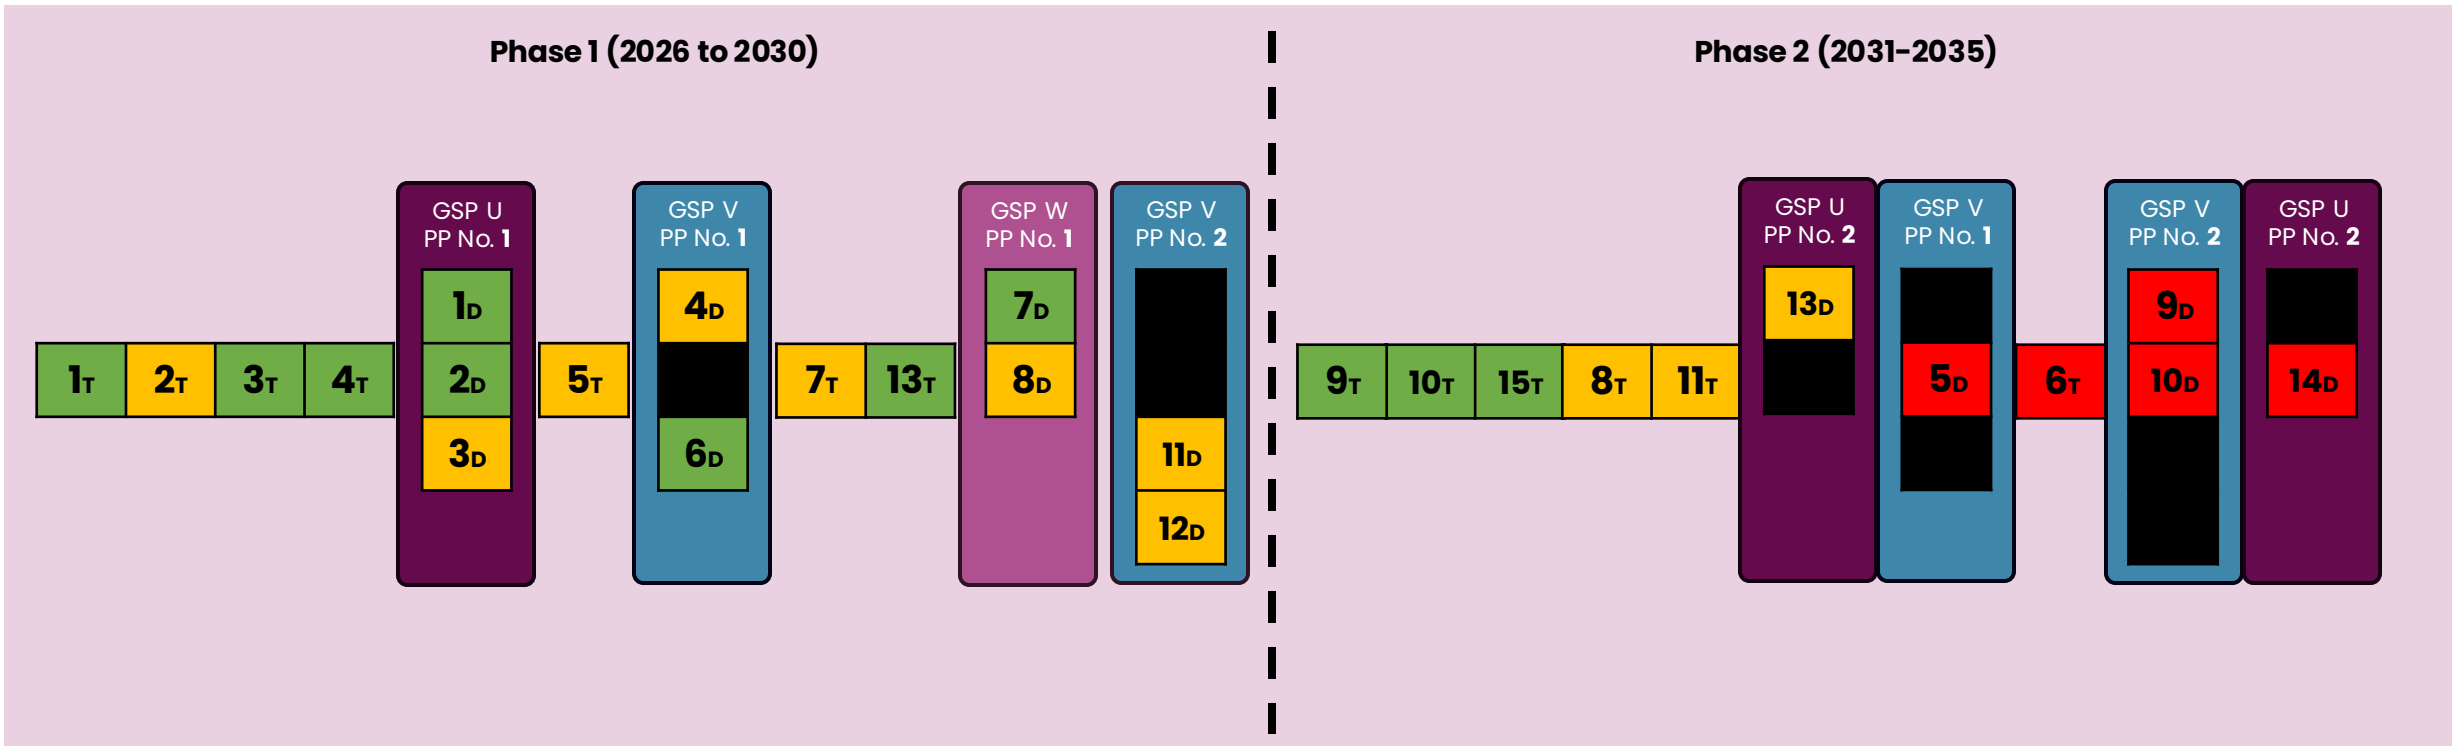 Phase 1 (2026 to 2030)
Phase 2 (2031-2035)
1T
2T
3T
4T
GSP U
PP No. 1
1D
2D
3D
5T
GSP V
PP No. 1
4D
6D
7T
13T
GSP W
PP No. 1
7D
8D
GSP V
PP No. 2
11D
12D
9T
10T
15T
8T
11T
GSP U
PP No. 2
13D
GSP V
PP No. 1
5D
6T
GSP V
PP No. 2
9D
10D
GSP U
PP No. 2
14D